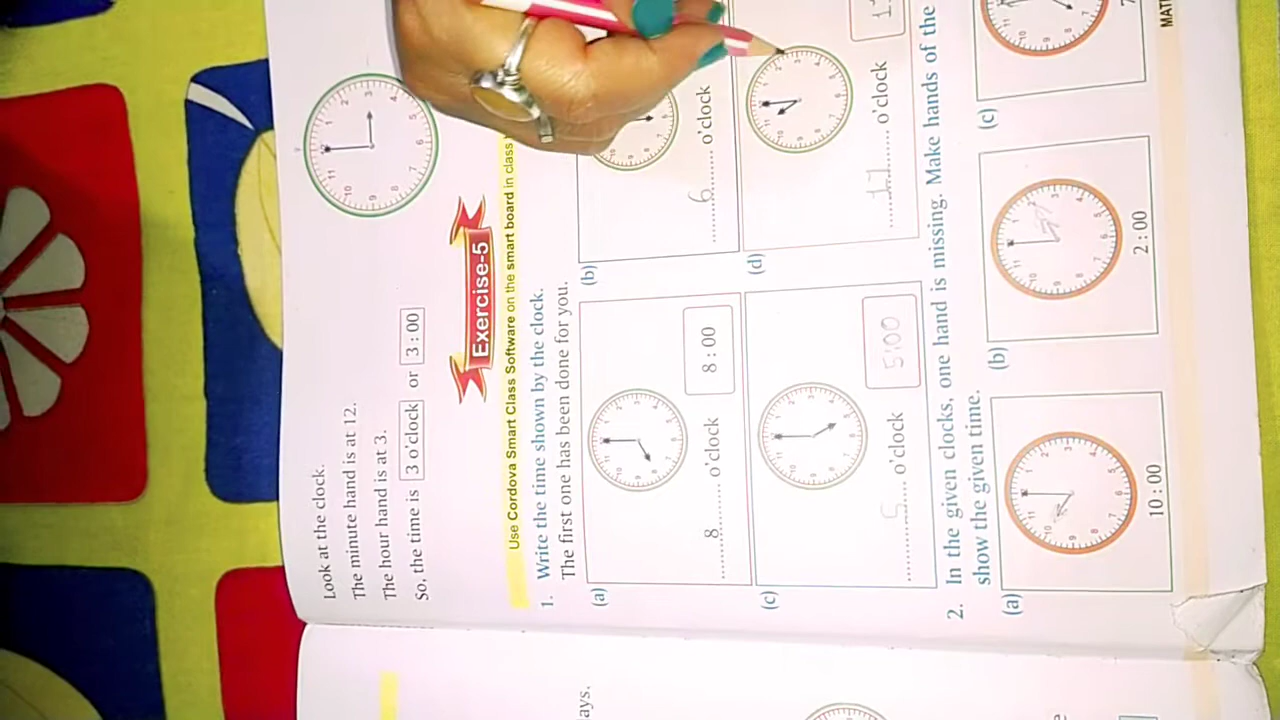 Look at the clock.
The minute hand is at 12.
The hour hand is at 3.
So, the time is 3 o'clock or 3 : 00
Exercise-5
Use Cordova Smart Class Software on the smart board in class
1. Write the time shown by the clock.
The first one has been done for you.
(a)
8 o'clock 8 : 00
(b)
6 o'clock
(c)
5 o'clock 5:00
(d)
11 o'clock
2. In the given clocks, one hand is missing. Make hands of the
show the given time.
(a)
10 : 00
(b)
2 : 00
(c)
MAT
ays.